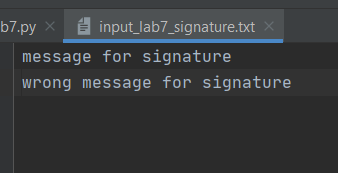 b7.py × input_lab7_signature.txt ×
message for signature
wrong message for signature